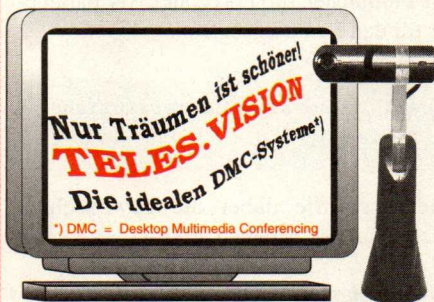 Nur Träumen ist schöner!
TELES.VISION
Die idealen DMC-Systeme*)
*) DMC = Desktop Multimedia Conferencing